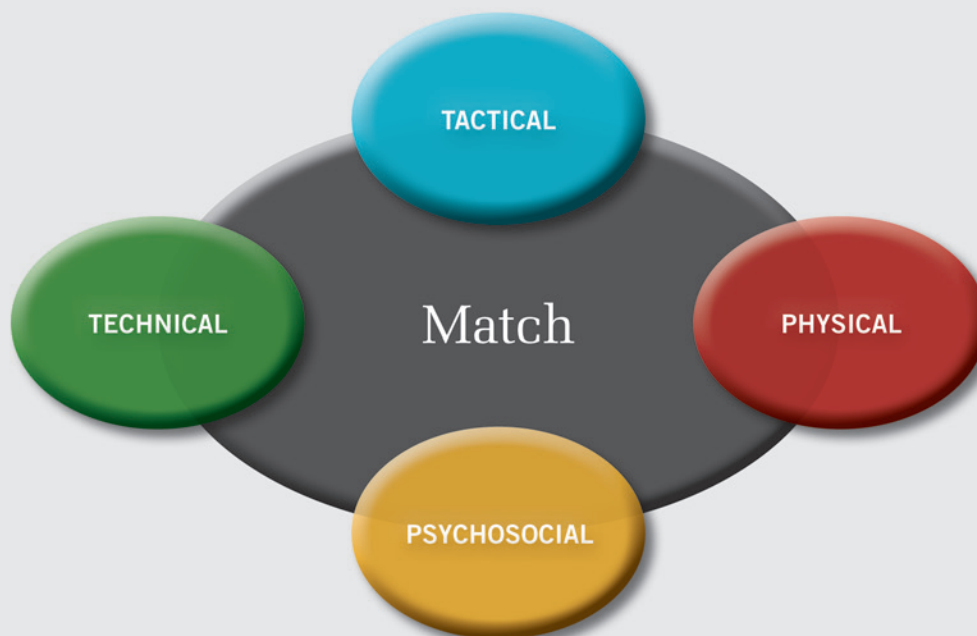 TACTICAL
TECHNICAL
Match
PHYSICAL
PSYCHOSOCIAL